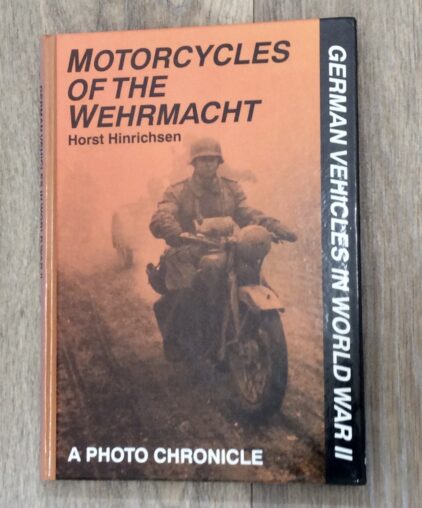 MOTORCYCLES
OF THE
WEHRMACHT
Horst Hinrichsen
GERMAN VEHICLES IN WORLD WAR II
A PHOTO CHRONICLE